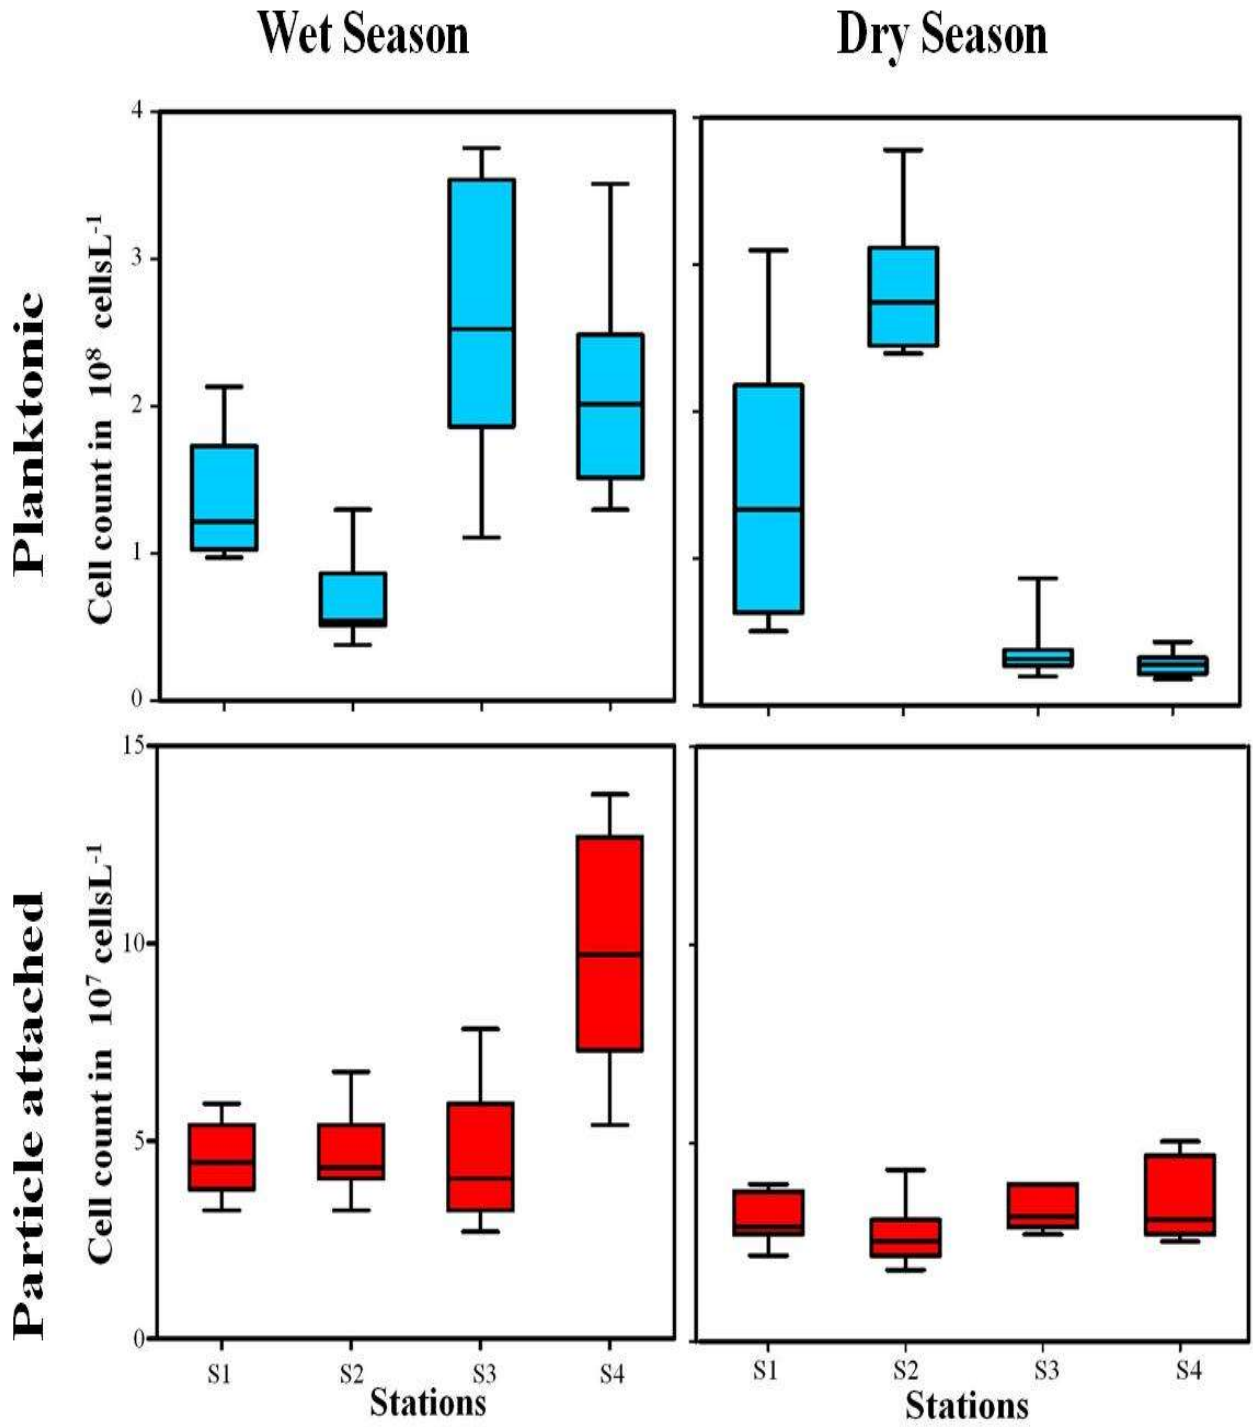 Wet Season
Dry Season
Planktonic
Cell count in 10⁸ cellsL⁻¹
4
3
2
1
0
Particle attached
Cell count in 10⁷ cellsL⁻¹
15
10
5
0
S1 S2 S3 S4
Stations
S1 S2 S3 S4
Stations